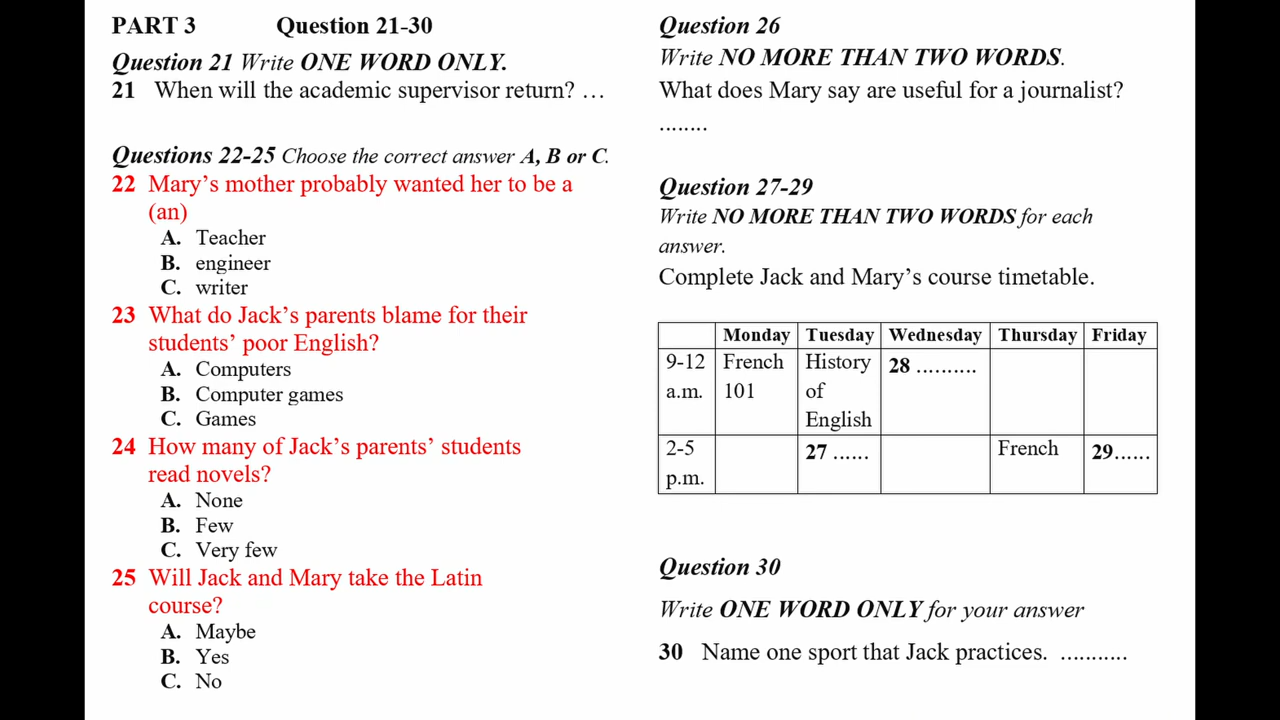 PART 3 Question 21-30
Question 21 Write ONE WORD ONLY.
21 When will the academic supervisor return? …
Questions 22-25 Choose the correct answer A, B or C.
22 Mary’s mother probably wanted her to be a
(an)
A. Teacher
B. engineer
C. writer
23 What do Jack’s parents blame for their
students’ poor English?
A. Computers
B. Computer games
C. Games
24 How many of Jack’s parents’ students
read novels?
A. None
B. Few
C. Very few
25 Will Jack and Mary take the Latin
course?
A. Maybe
B. Yes
C. No
Question 26
Write NO MORE THAN TWO WORDS.
What does Mary say are useful for a journalist?
........
Question 27-29
Write NO MORE THAN TWO WORDS for each
answer.
Complete Jack and Mary’s course timetable.
Monday Tuesday Wednesday Thursday Friday
9-12 French History 28 ..........
a.m. 101 of
English
2-5 27 ...... French 29......
p.m.
Question 30
Write ONE WORD ONLY for your answer
30 Name one sport that Jack practices. ...........